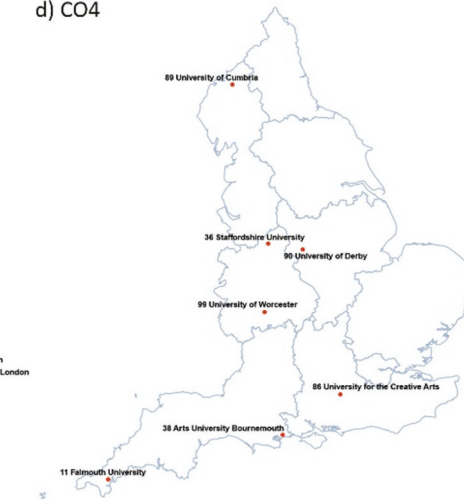 d) CO4
89 University of Cumbria
36 Staffordshire University
90 University of Derby
99 University of Worcester
London
86 University for the Creative Arts
38 Arts University Bournemouth
11 Falmouth University